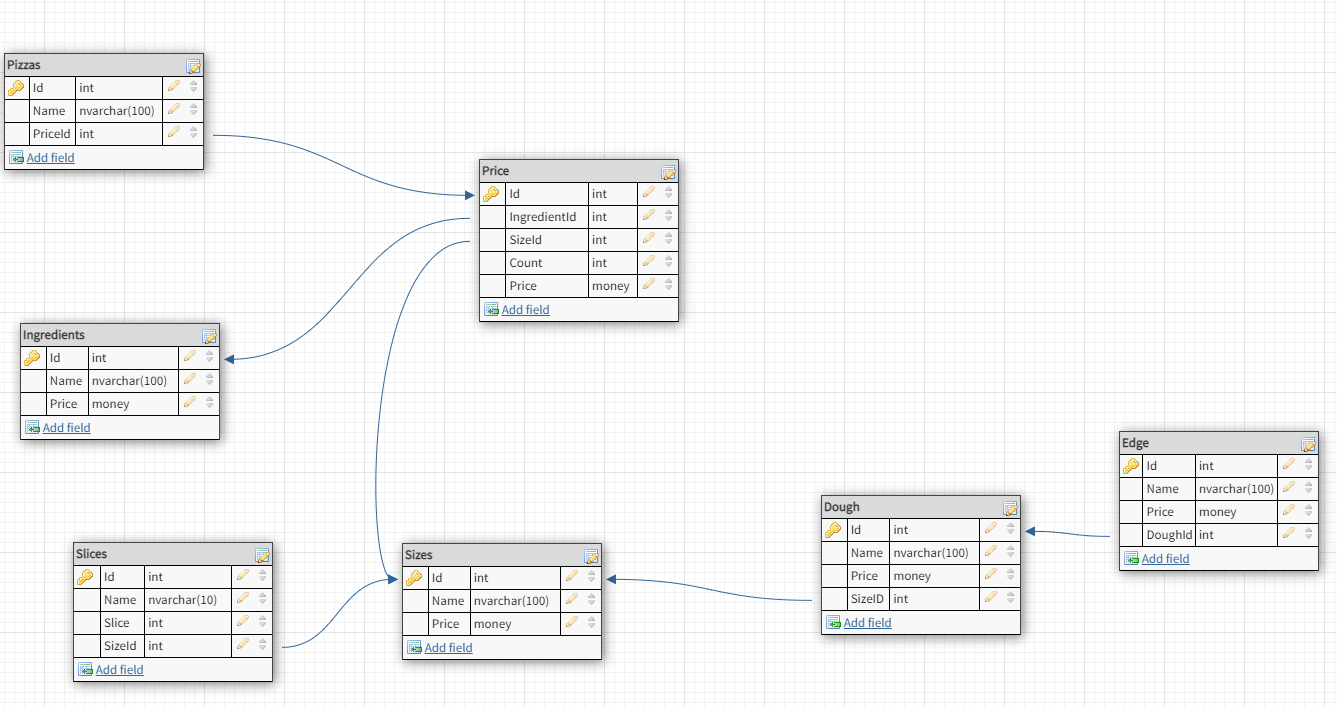 Pizzas
Id int
Name nvarchar(100)
PriceId int
Add field
Price
Id int
IngredientId int
SizeId int
Count int
Price money
Add field
Ingredients
Id int
Name nvarchar(100)
Price money
Add field
Edge
Id int
Name nvarchar(100)
Price money
DoughId int
Add field
Dough
Id int
Name nvarchar(100)
Price money
SizeID int
Add field
Slices
Id int
Name nvarchar(10)
Slice int
SizeId int
Add field
Sizes
Id int
Name nvarchar(100)
Price money
Add field